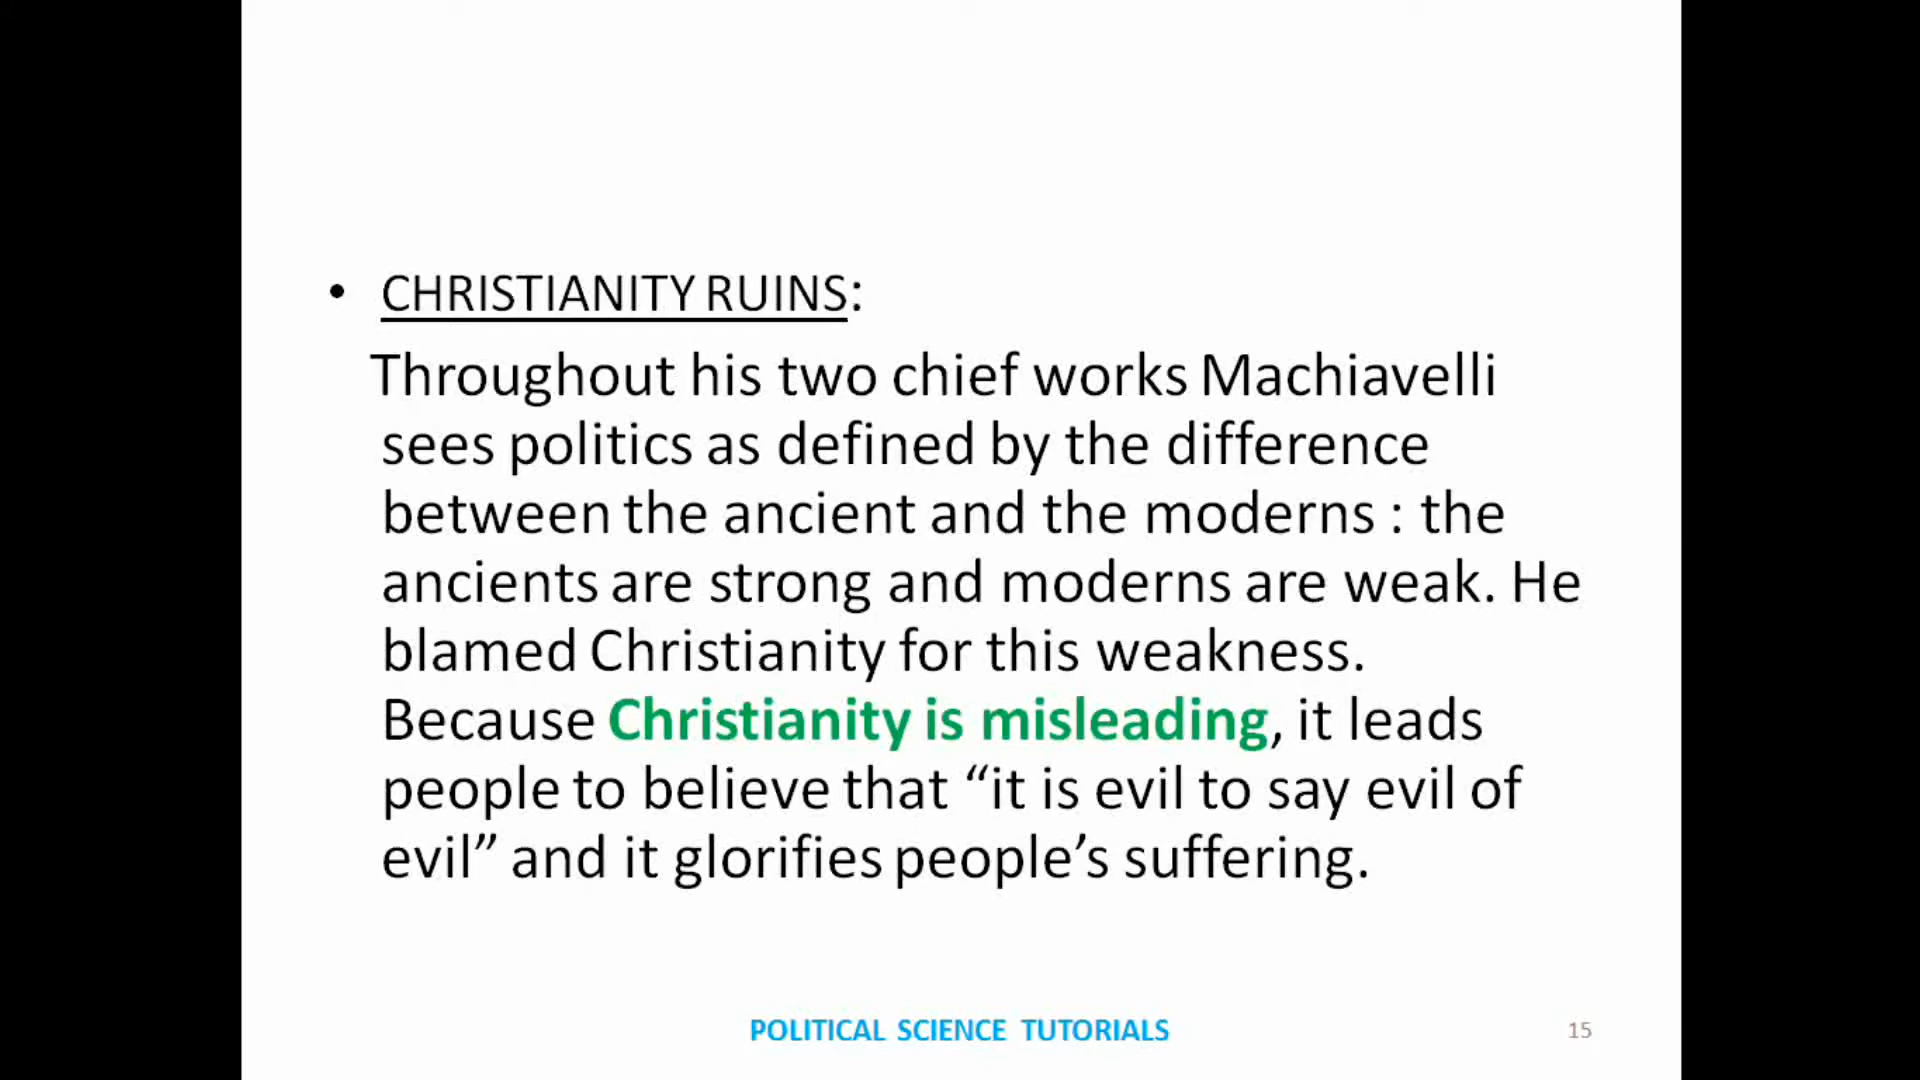 • CHRISTIANITY RUINS:
Throughout his two chief works Machiavelli
sees politics as defined by the difference
between the ancient and the moderns : the
ancients are strong and moderns are weak. He
blamed Christianity for this weakness.
Because Christianity is misleading, it leads
people to believe that “it is evil to say evil of
evil” and it glorifies people’s suffering.
POLITICAL SCIENCE TUTORIALS
15